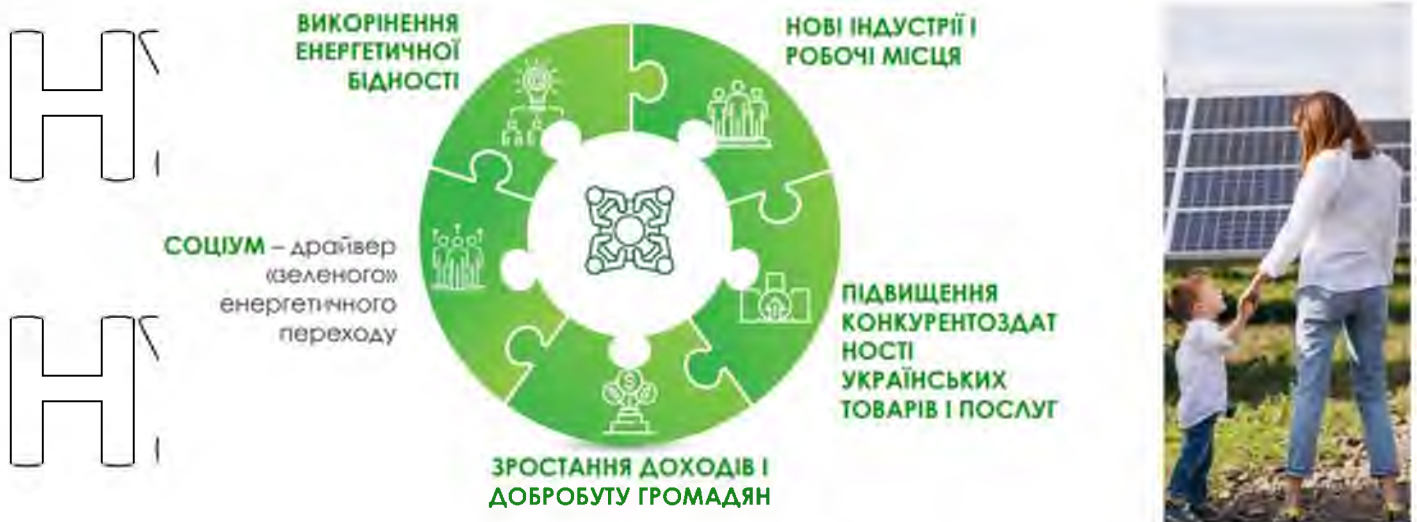 ВИКОРІНЕННЯ
ЕНЕРГЕТИЧНОЇ
БІДНОСТІ
НОВІ ІНДУСТРІЇ І
РОБОЧІ МІСЦЯ
СОЦІУМ – драйвер
«зеленого»
енергетичного
переходу
ПІДВИЩЕННЯ
КОНКУРЕНТОЗДАТ
НОСТІ
УКРАЇНСЬКИХ
ТОВАРІВ І ПОСЛУГ
ЗРОСТАННЯ ДОХОДІВ І
ДОБРОБУТУ ГРОМАДЯН
Н
Н